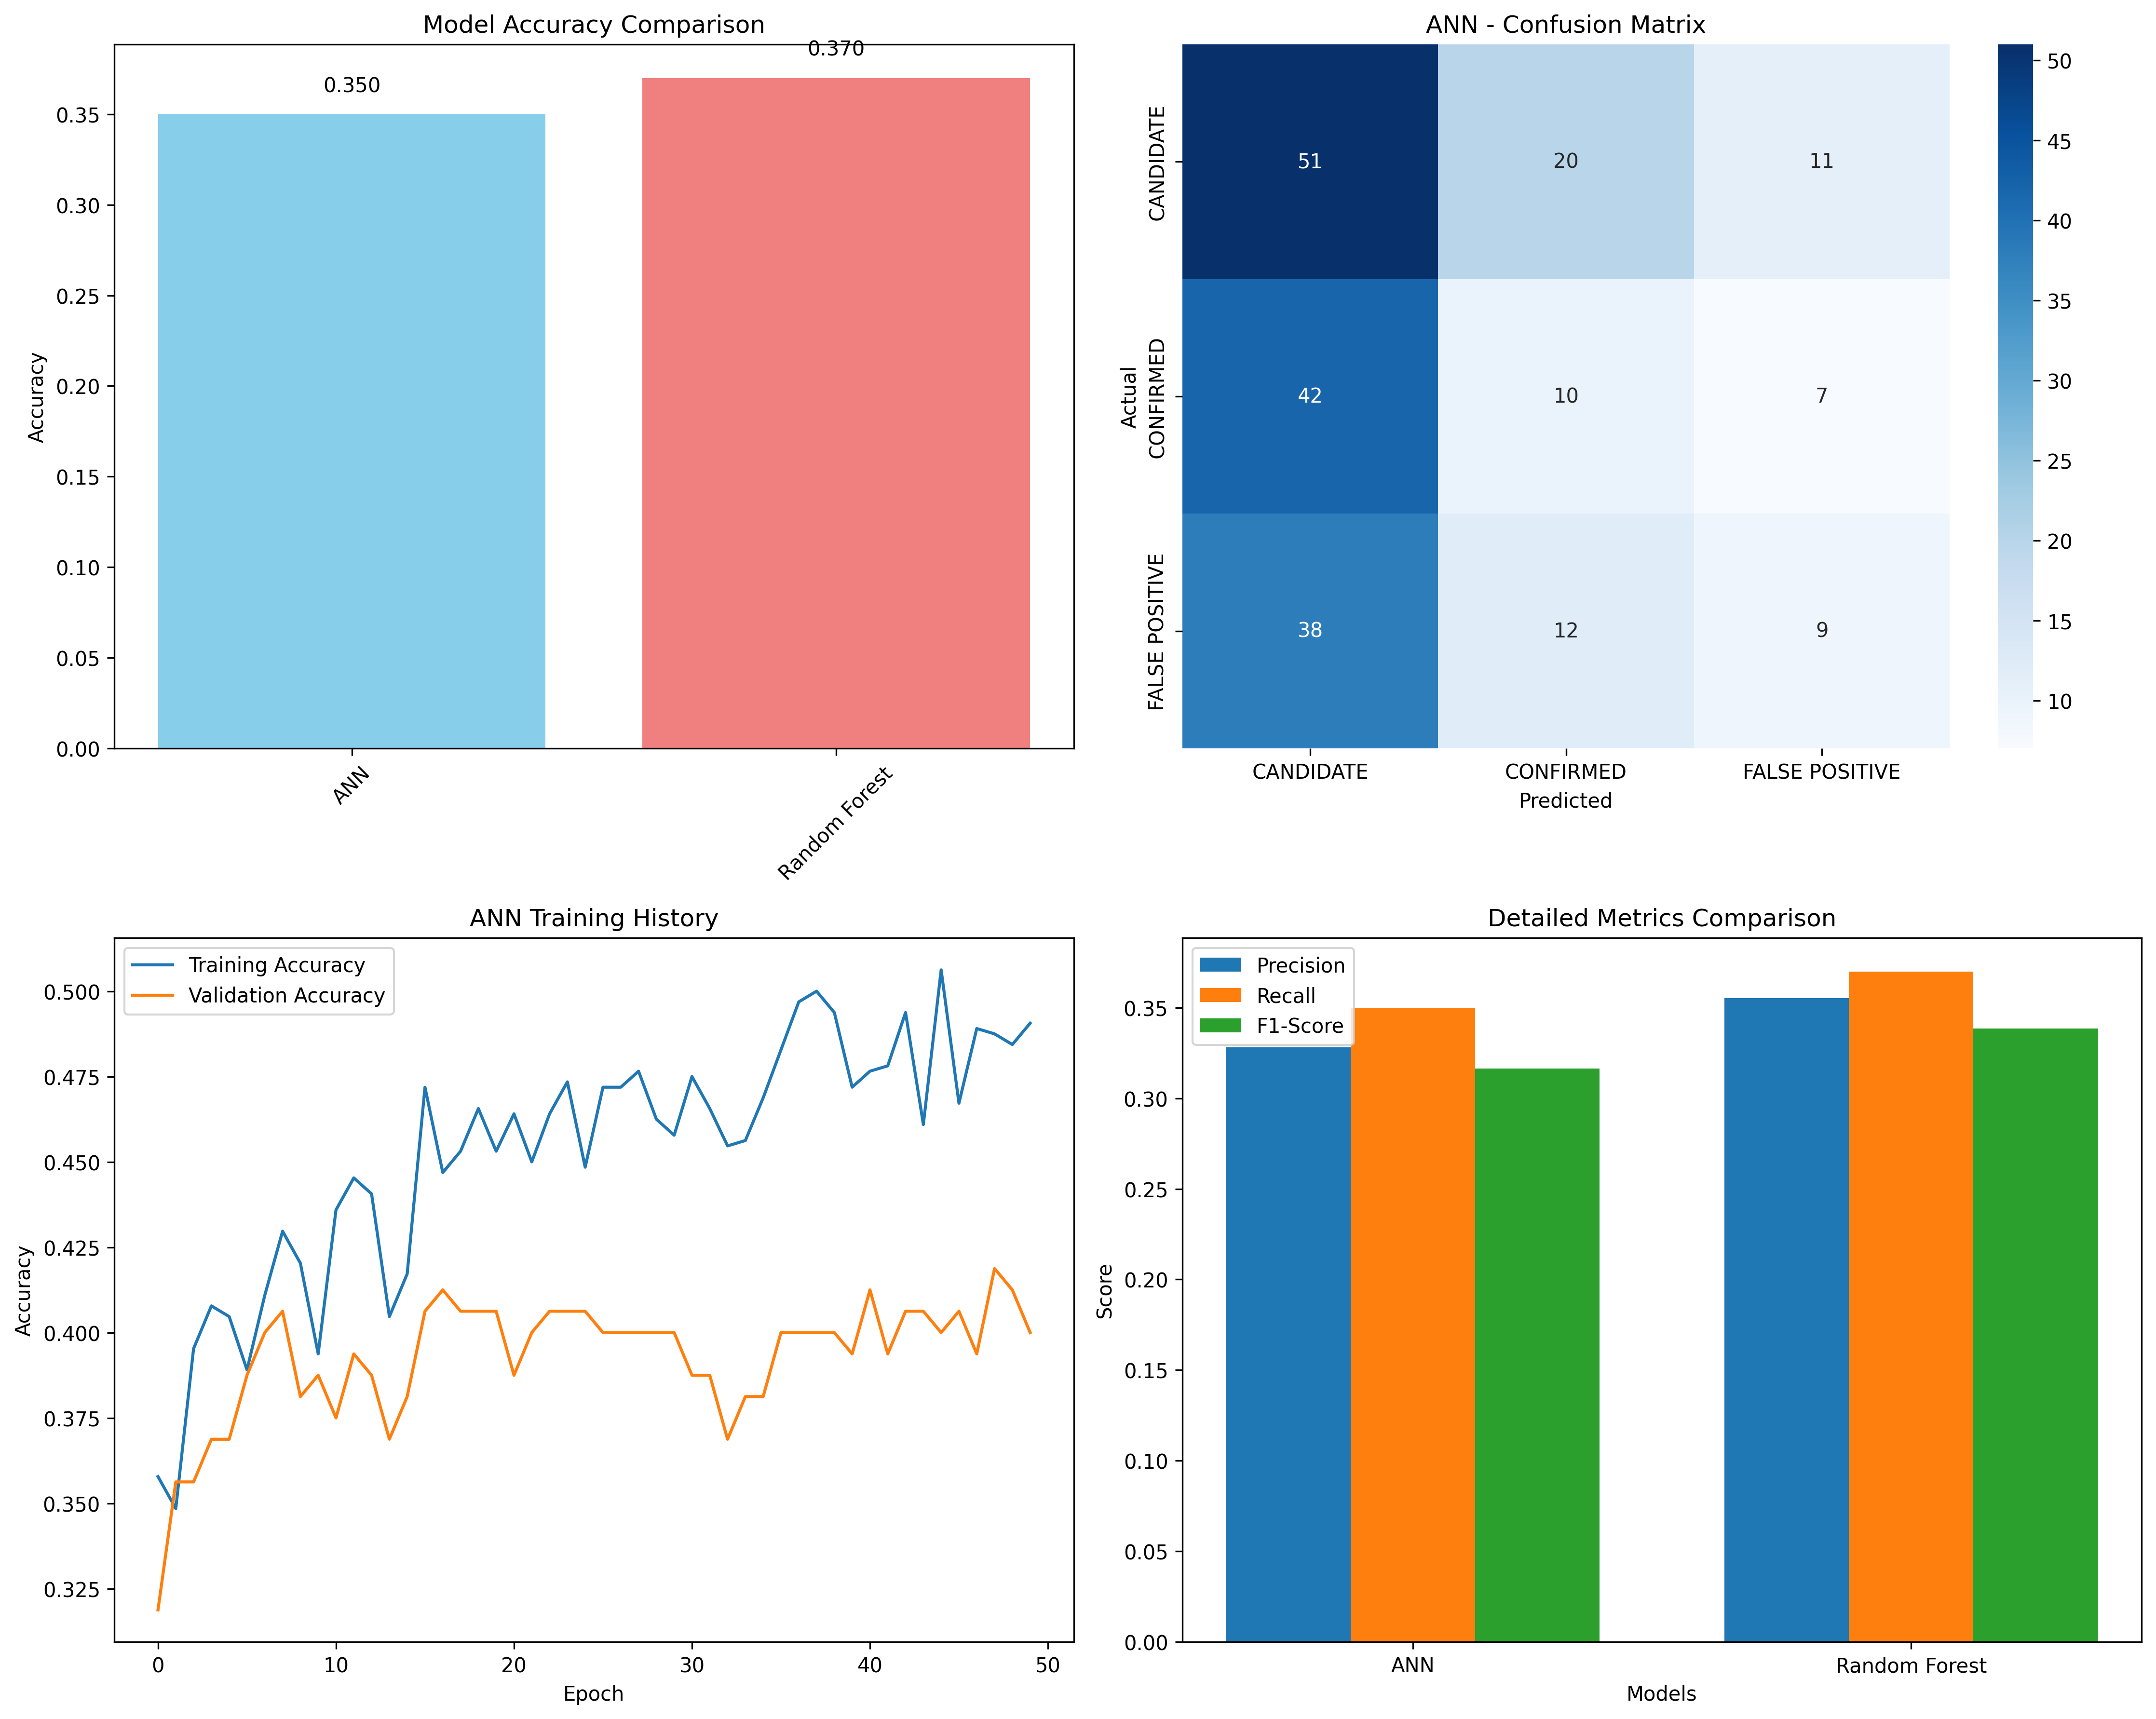 Model Accuracy Comparison
0.350
0.370
0.35
0.30
0.25
0.20
0.15
0.10
0.05
0.00
Accuracy
ANN
Random Forest
ANN - Confusion Matrix
CANDIDATE
CONFIRMED
FALSE POSITIVE
Actual
51 20 11
42 10 7
38 12 9
CANDIDATE CONFIRMED FALSE POSITIVE
Predicted
50
45
40
35
30
25
20
15
10
ANN Training History
Training Accuracy
Validation Accuracy
0.500
0.475
0.450
0.425
0.400
0.375
0.350
0.325
Accuracy
0 10 20 30 40 50
Epoch
Detailed Metrics Comparison
Precision
Recall
F1-Score
0.35
0.30
0.25
0.20
0.15
0.10
0.05
0.00
Score
ANN Random Forest
Models